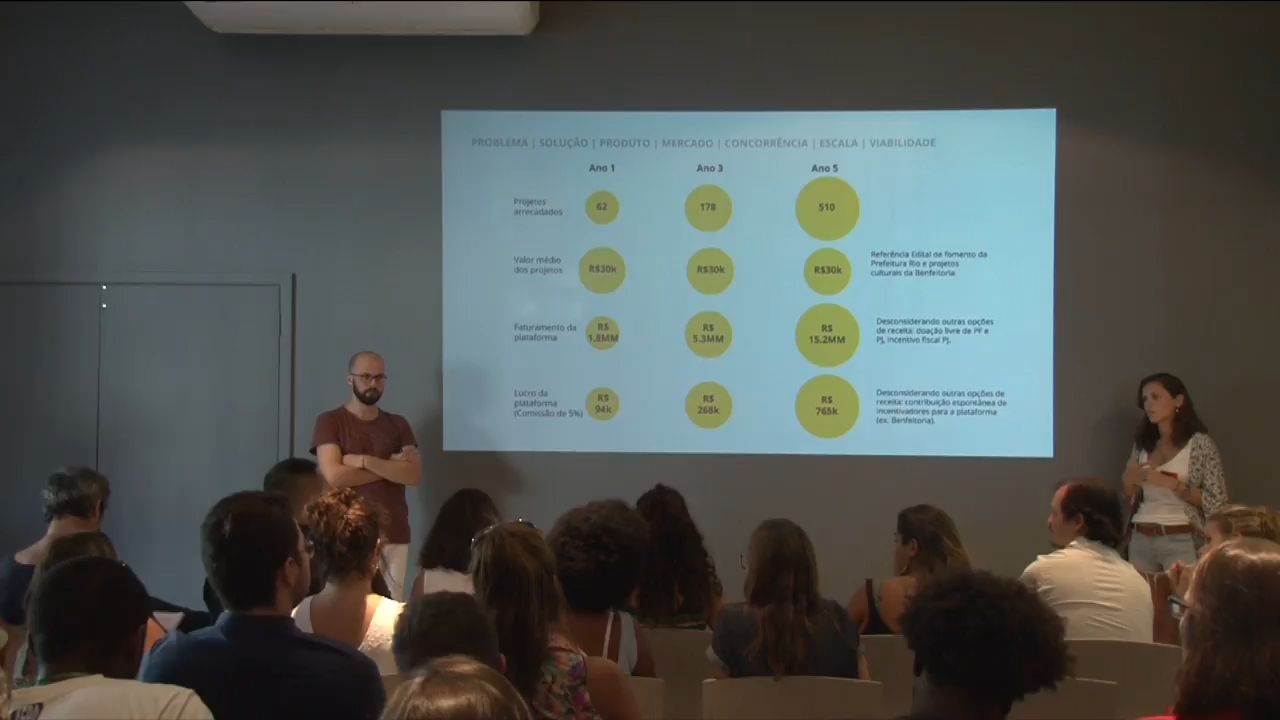 PROBLEMA | SOLUÇÃO | PRODUTO | MERCADO | CONCORRÊNCIA | ESCALA | VIABILIDADE
Ano 1
Ano 3
Ano 5
Projetos
arrecadados
62
178
510
Valor médio
dos projetos
R$30k
R$30k
R$30k
Referência Edital de fomento da
Prefeitura Rio e projetos
culturais da Benfeitoria.
Faturamento da
plataforma
R$
1.8MM
R$
5.3MM
R$
15.2MM
Desconsiderando outras opções
de receita: doação livre de PF e
PJ, incentivo fiscal PJ.
Lucro da
plataforma
(Comissão de 5%)
R$
94k
R$
268k
R$
765k
Desconsiderando outras opções de
receita: contribuição espontânea de
incentivadores para a plataforma
(ex. Benfeitoria).